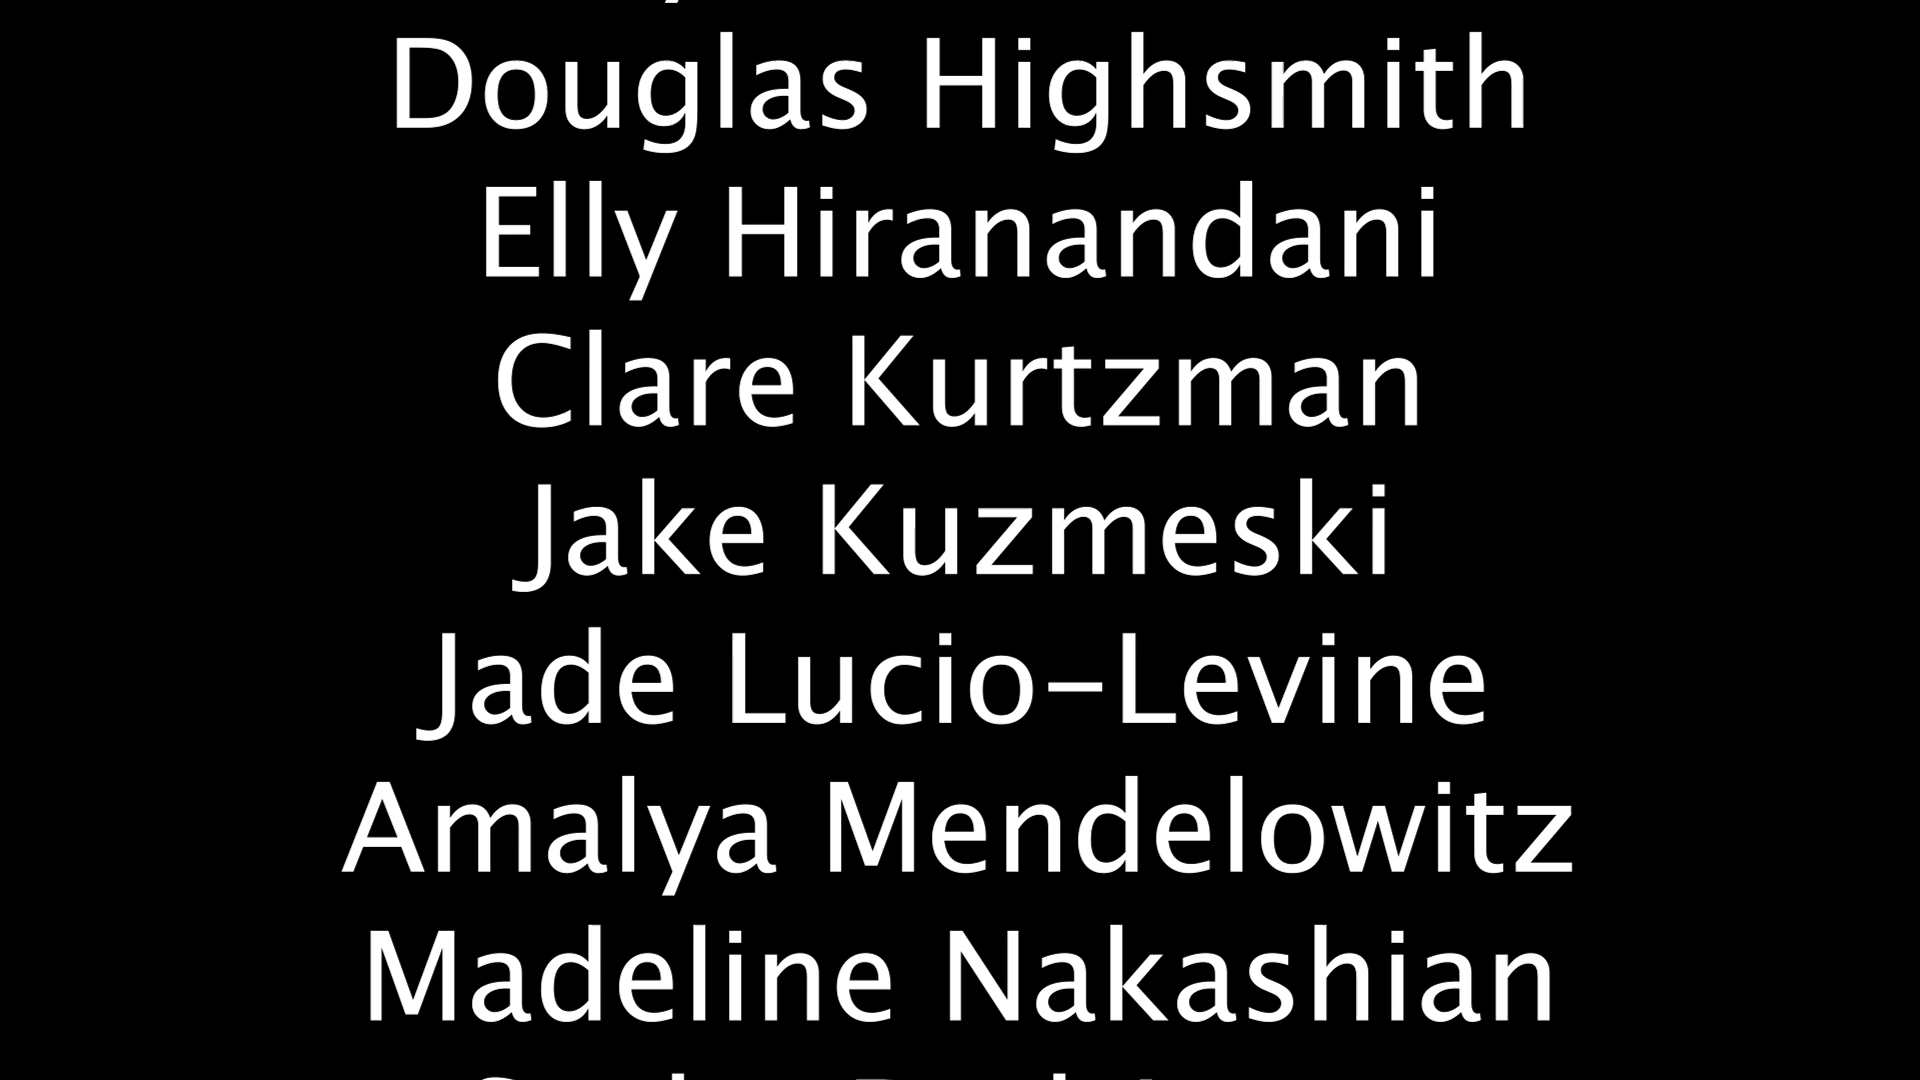 Douglas Highsmith
Elly Hiranandani
Clare Kurtzman
Jake Kuzmeski
Jade Lucio-Levine
Amalya Mendelowitz
Madeline Nakashian